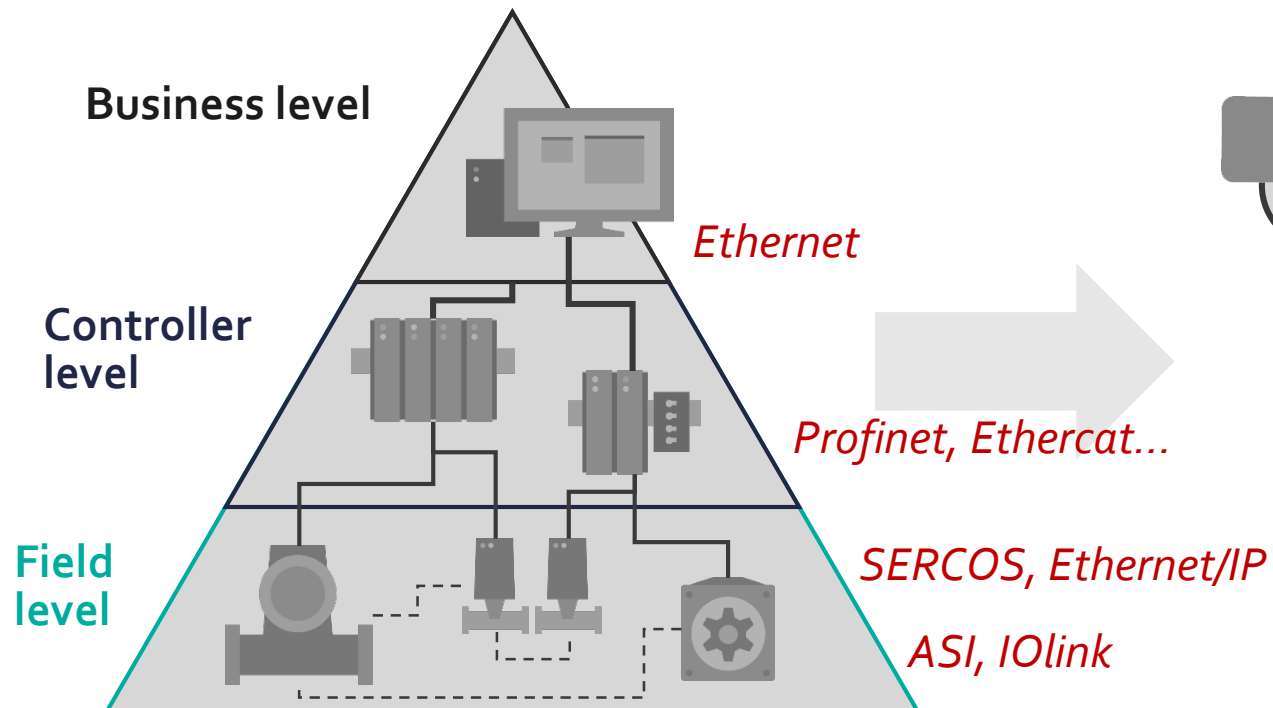 Business level
Ethernet
Controller
level
Profinet, Ethercat...
Field
level
SERCOS, Ethernet/IP
ASI, IOlink